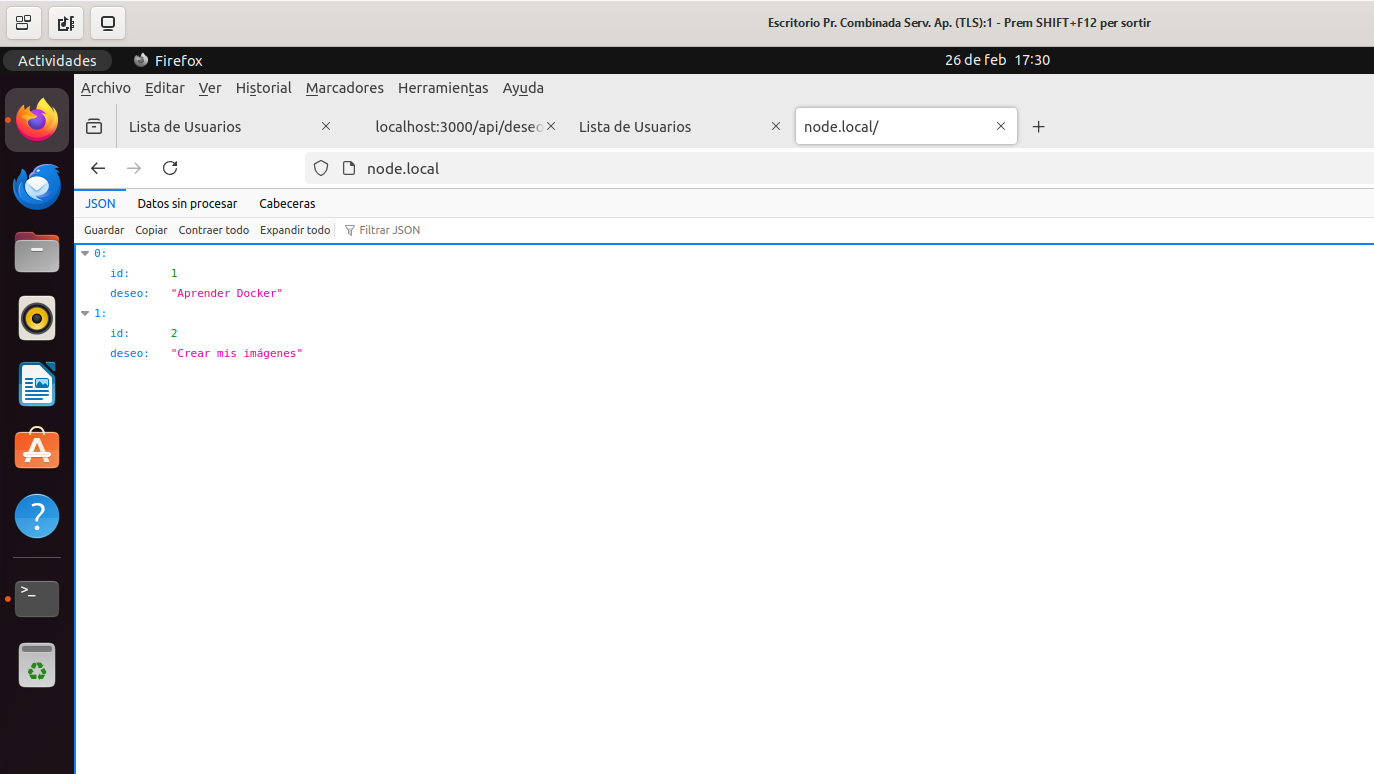 Escritorio Pr. Combinada Serv. Ap. (TLS):1 - Prem SHIFT+F12 per sortir
Actividades Firefox 26 de feb 17:30
Archivo Editar Ver Historial Marcadores Herramientas Ayuda
Lista de Usuarios localhost:3000/api/deseo Lista de Usuarios node.local/
node.local
JSON Datos sin procesar Cabeceras
Guardar Copiar Contraer todo Expandir todo Filtrar JSON
0:
id: 1
deseo: "Aprender Docker"
1:
id: 2
deseo: "Crear mis imágenes"